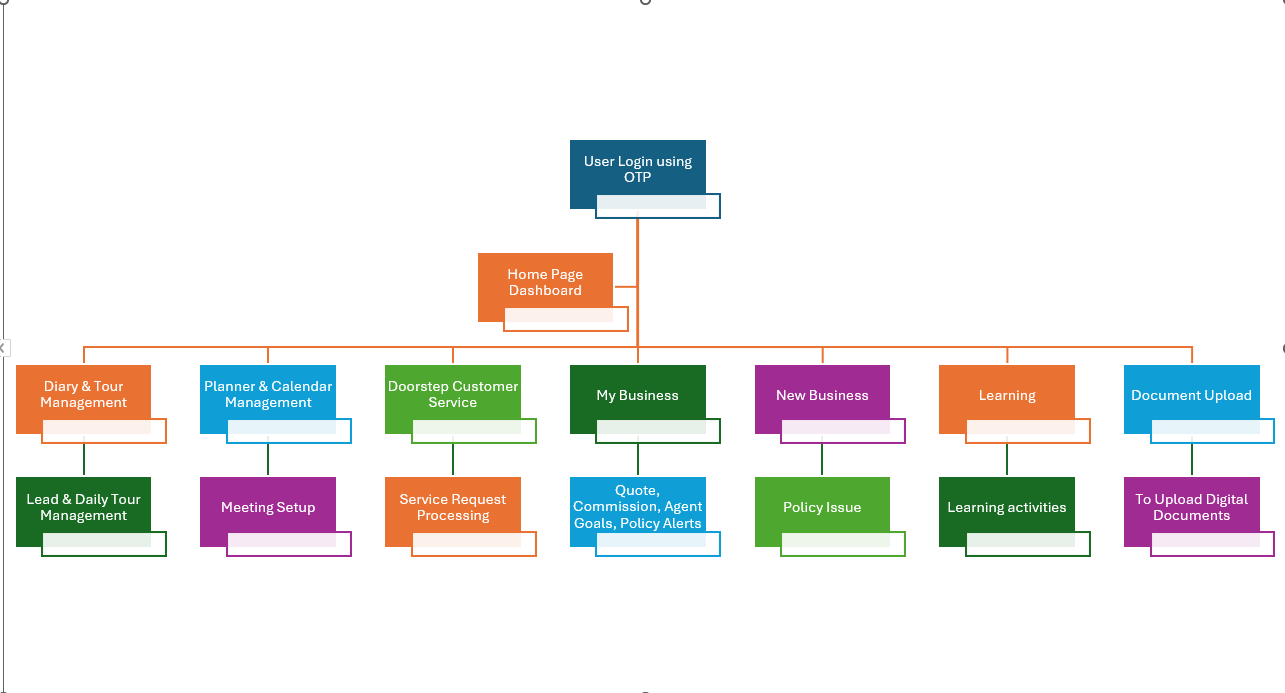 User Login using
OTP
Home Page
Dashboard
Diary & Tour
Management
Planner & Calendar
Management
Doorstep Customer
Service
My Business
New Business
Learning
Document Upload
Lead & Daily Tour
Management
Meeting Setup
Service Request
Processing
Quote,
Commission, Agent
Goals, Policy Alerts
Policy Issue
Learning activities
To Upload Digital
Documents